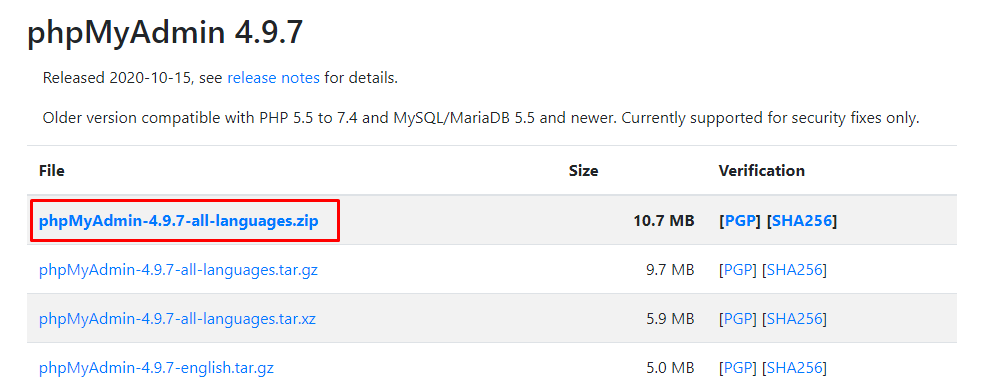 phpMyAdmin 4.9.7
Released 2020-10-15, see release notes for details.
Older version compatible with PHP 5.5 to 7.4 and MySQL/MariaDB 5.5 and newer. Currently supported for security fixes only.
File Size Verification
phpMyAdmin-4.9.7-all-languages.zip 10.7 MB [PGP] [SHA256]
phpMyAdmin-4.9.7-all-languages.tar.gz 9.7 MB [PGP] [SHA256]
phpMyAdmin-4.9.7-all-languages.tar.xz 5.9 MB [PGP] [SHA256]
phpMyAdmin-4.9.7-english.tar.gz 5.0 MB [PGP] [SHA256]